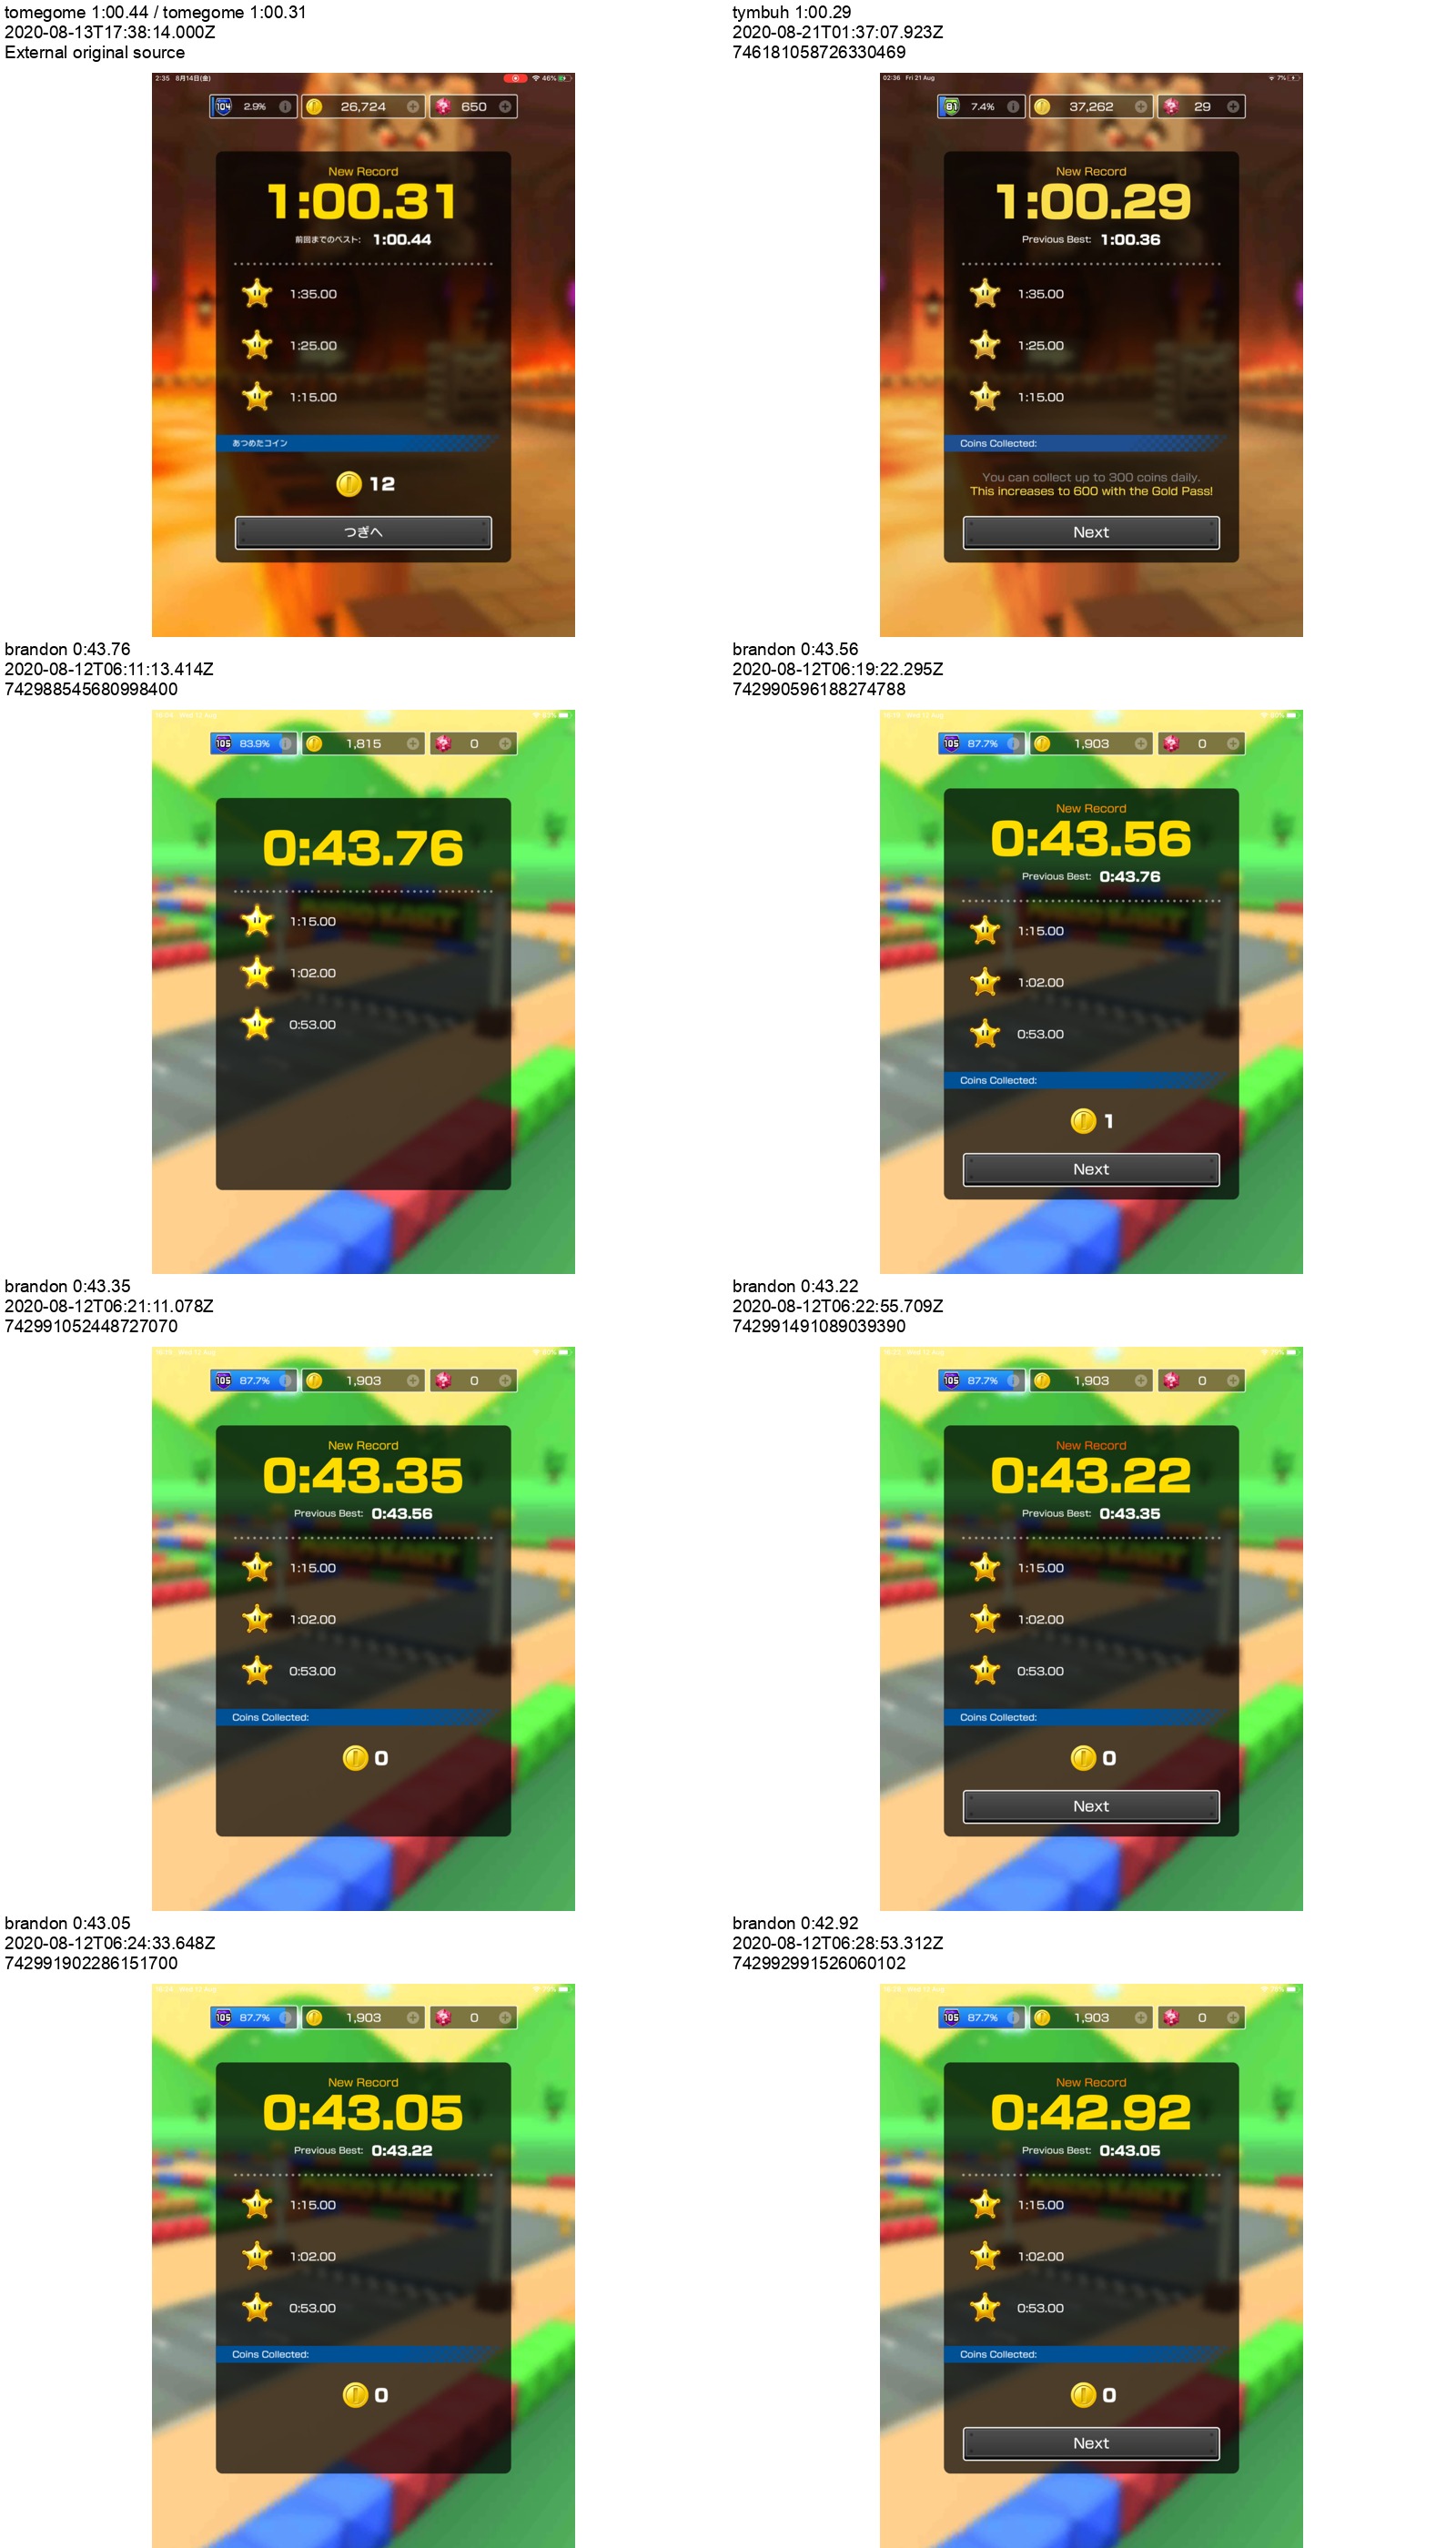 tomegome 1:00.44 / tomegome 1:00.31
2020-08-13T17:38:14.000Z
External original source
2:35 8月14日(金)
46%
104 2.9% 26,724 650
New Record
1:00.31
前回までのベスト: 1:00.44
1:35.00
1:25.00
1:15.00
あつめたコイン
12
つぎへ
tymbuh 1:00.29
2020-08-21T01:37:07.923Z
746181058726330469
02:36 Fri 21 Aug
7%
81 7.4% 37,262 29
New Record
1:00.29
Previous Best: 1:00.36
1:35.00
1:25.00
1:15.00
Coins Collected:
You can collect up to 300 coins daily.
This increases to 600 with the Gold Pass!
Next
brandon 0:43.76
2020-08-12T06:11:13.414Z
742988545680998400
105 83.9% 1,815 0
0:43.76
1:15.00
1:02.00
0:53.00
brandon 0:43.56
2020-08-12T06:19:22.295Z
742990596188274788
105 87.7% 1,903 0
New Record
0:43.56
Previous Best: 0:43.76
1:15.00
1:02.00
0:53.00
Coins Collected:
1
Next
brandon 0:43.35
2020-08-12T06:21:11.078Z
742991052448727070
105 87.7% 1,903 0
New Record
0:43.35
Previous Best: 0:43.56
1:15.00
1:02.00
0:53.00
Coins Collected:
0
brandon 0:43.22
2020-08-12T06:22:55.709Z
742991491089039390
105 87.7% 1,903 0
New Record
0:43.22
Previous Best: 0:43.35
1:15.00
1:02.00
0:53.00
Coins Collected:
0
Next
brandon 0:43.05
2020-08-12T06:24:33.648Z
742991902286151700
105 87.7% 1,903 0
New Record
0:43.05
Previous Best: 0:43.22
1:15.00
1:02.00
0:53.00
Coins Collected:
0
brandon 0:42.92
2020-08-12T06:28:53.312Z
742992991526060102
105 87.7% 1,903 0
New Record
0:42.92
Previous Best: 0:43.05
1:15.00
1:02.00
0:53.00
Coins Collected:
0
Next